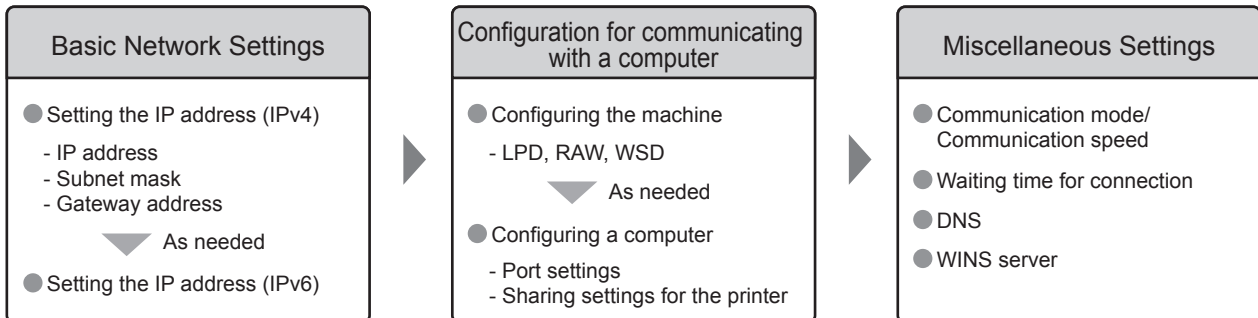 Basic Network Settings
● Setting the IP address (IPv4)
- IP address
- Subnet mask
- Gateway address
As needed
● Setting the IP address (IPv6)
Configuration for communicating
with a computer
● Configuring the machine
- LPD, RAW, WSD
As needed
● Configuring a computer
- Port settings
- Sharing settings for the printer
Miscellaneous Settings
● Communication mode/
Communication speed
● Waiting time for connection
● DNS
● WINS server